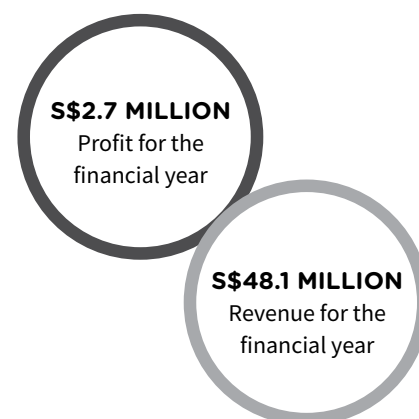 S$2.7 MILLION
Profit for the
financial year
S$48.1 MILLION
Revenue for the
financial year